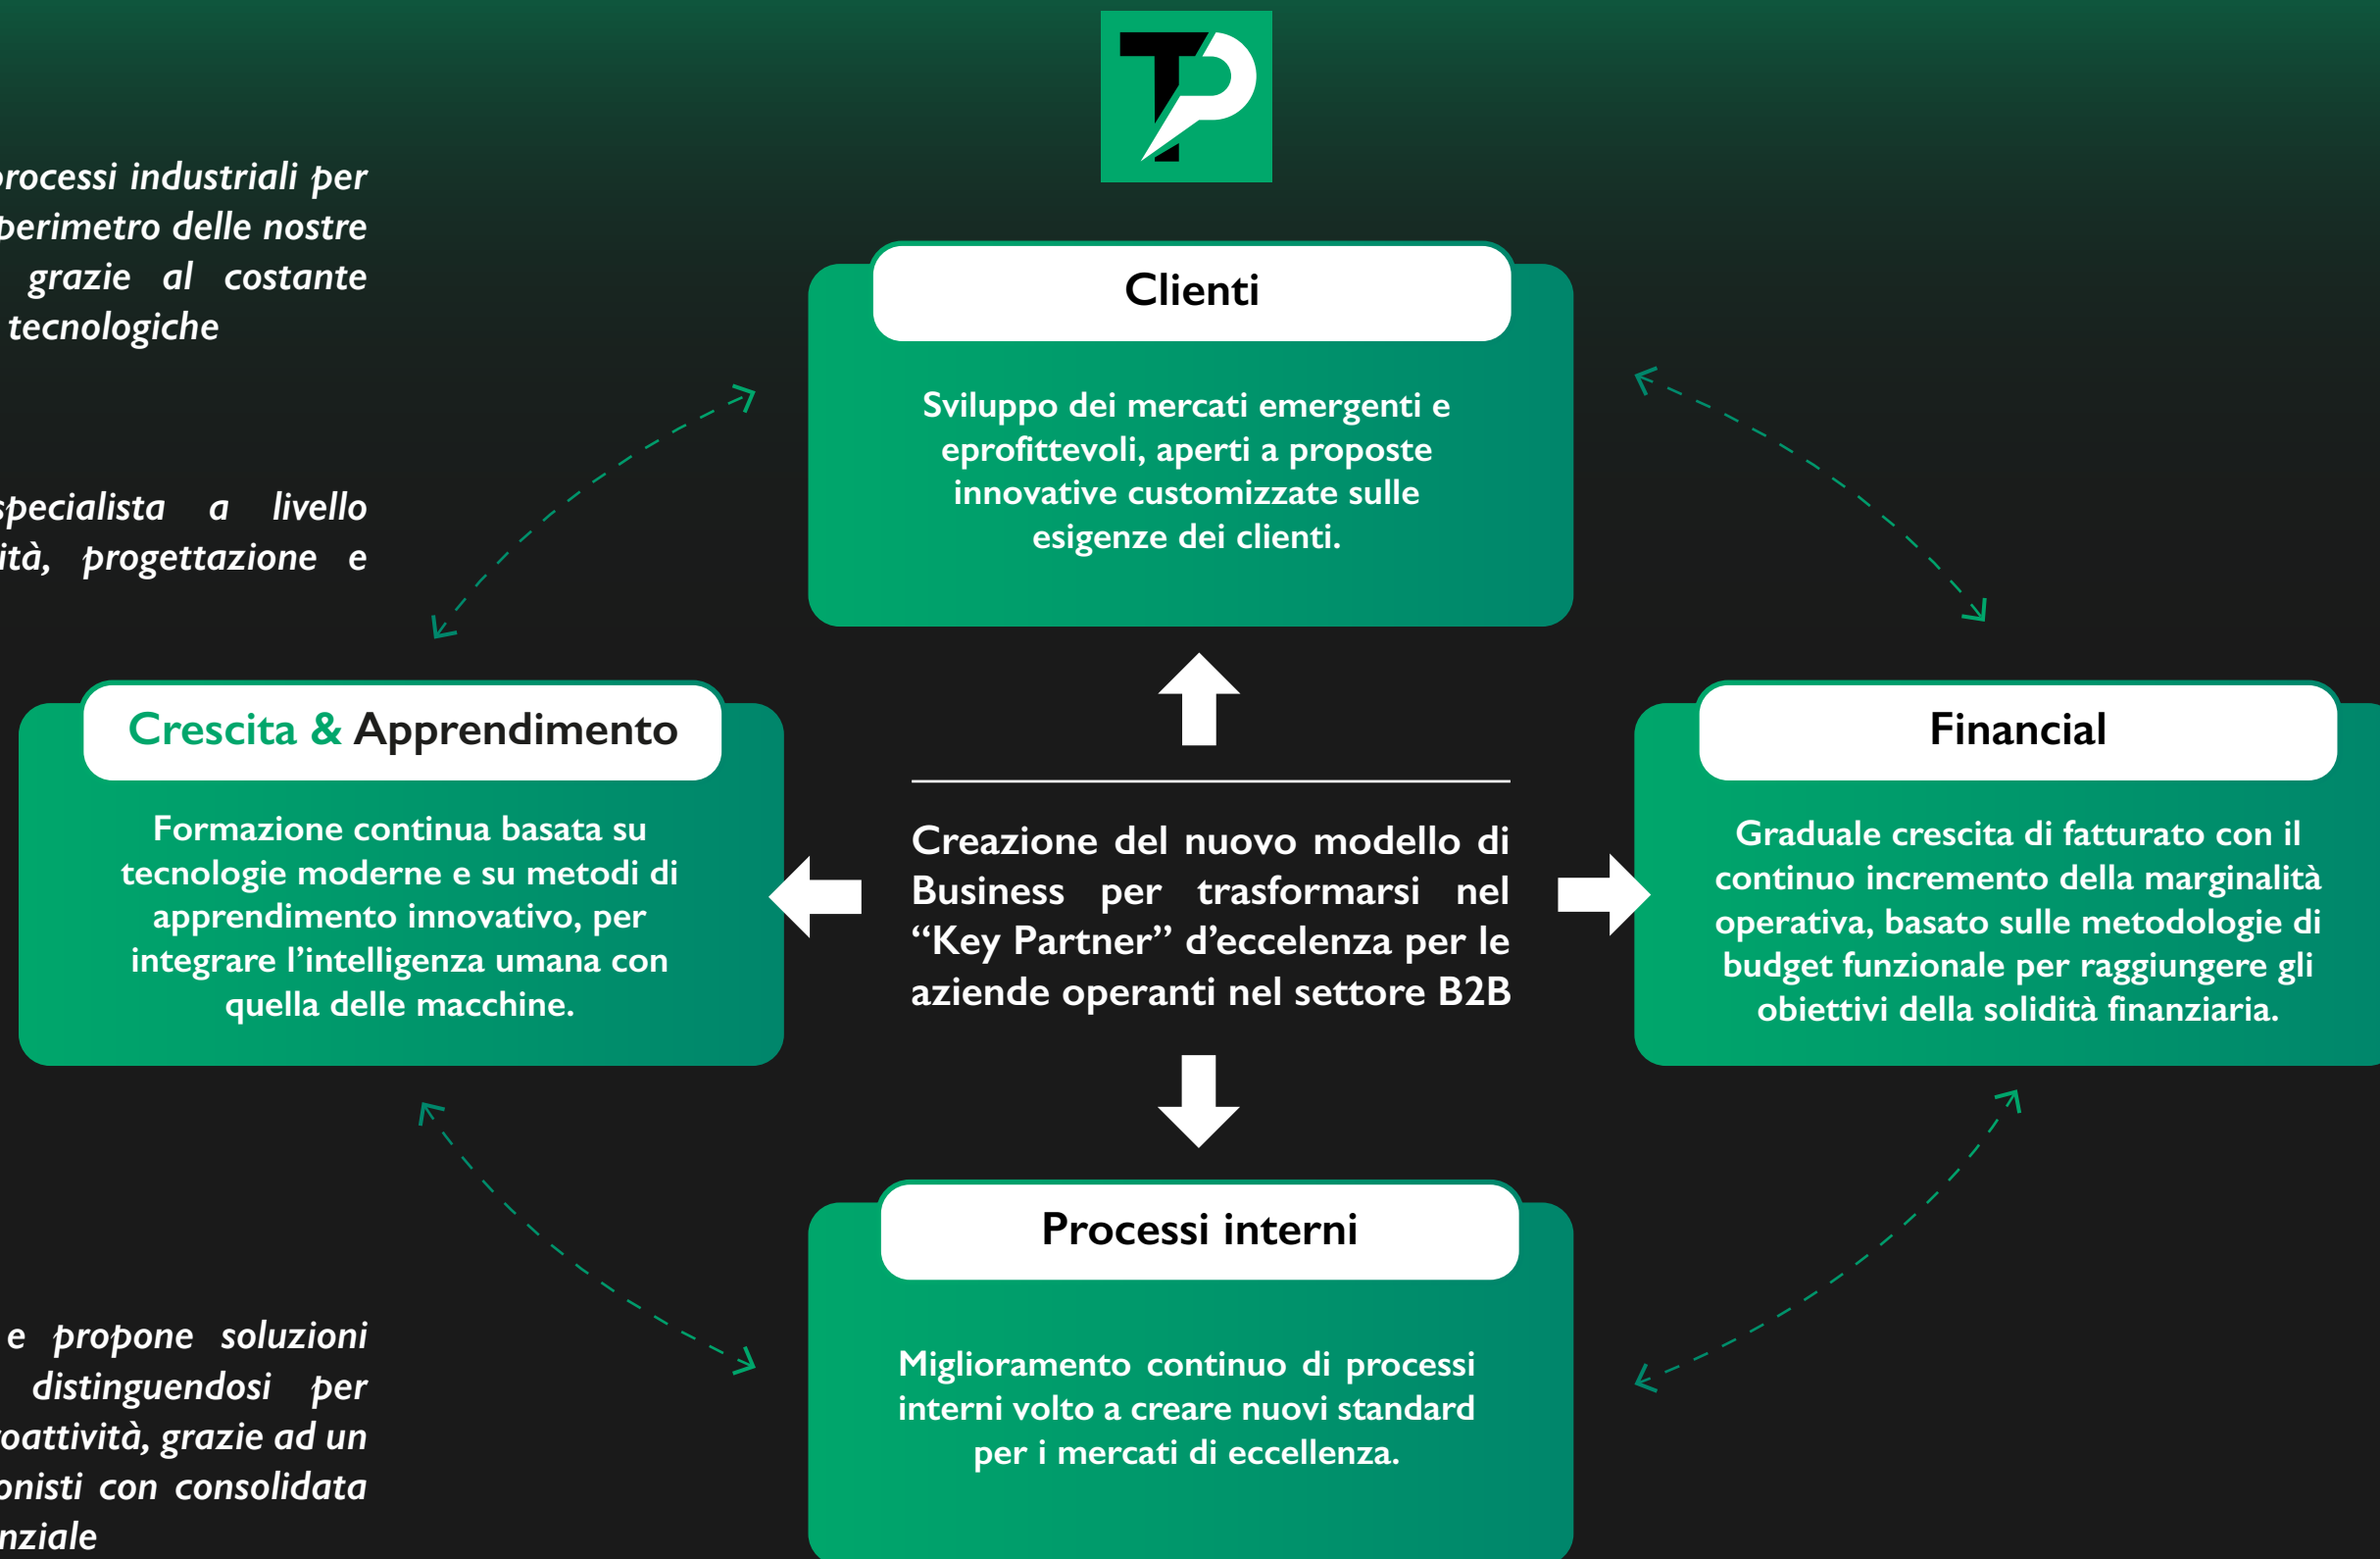 TP
processi industriali per
perimetro delle nostre
grazie al costante
tecnologiche
specialista a livello
progettazione e
Clienti
Sviluppo dei mercati emergenti e
eprofittevoli, aperti a proposte
innovative customizzate sulle
esigenze dei clienti.
Crescita & Apprendimento
Formazione continua basata su
tecnologie moderne e su metodi di
apprendimento innovativo, per
integrare l’intelligenza umana con
quella delle macchine.
Creazione del nuovo modello di
Business per trasformarsi nel
“Key Partner” d’eccelenza per le
aziende operanti nel settore B2B
Financial
Graduale crescita di fatturato con il
continuo incremento della marginalità
operativa, basato sulle metodologie di
budget funzionale per raggiungere gli
obiettivi della solidità finanziaria.
Processi interni
Miglioramento continuo di processi
interni volto a creare nuovi standard
per i mercati di eccellenza.
e propone soluzioni
distinguendosi per
grazie ad un
con consolidata